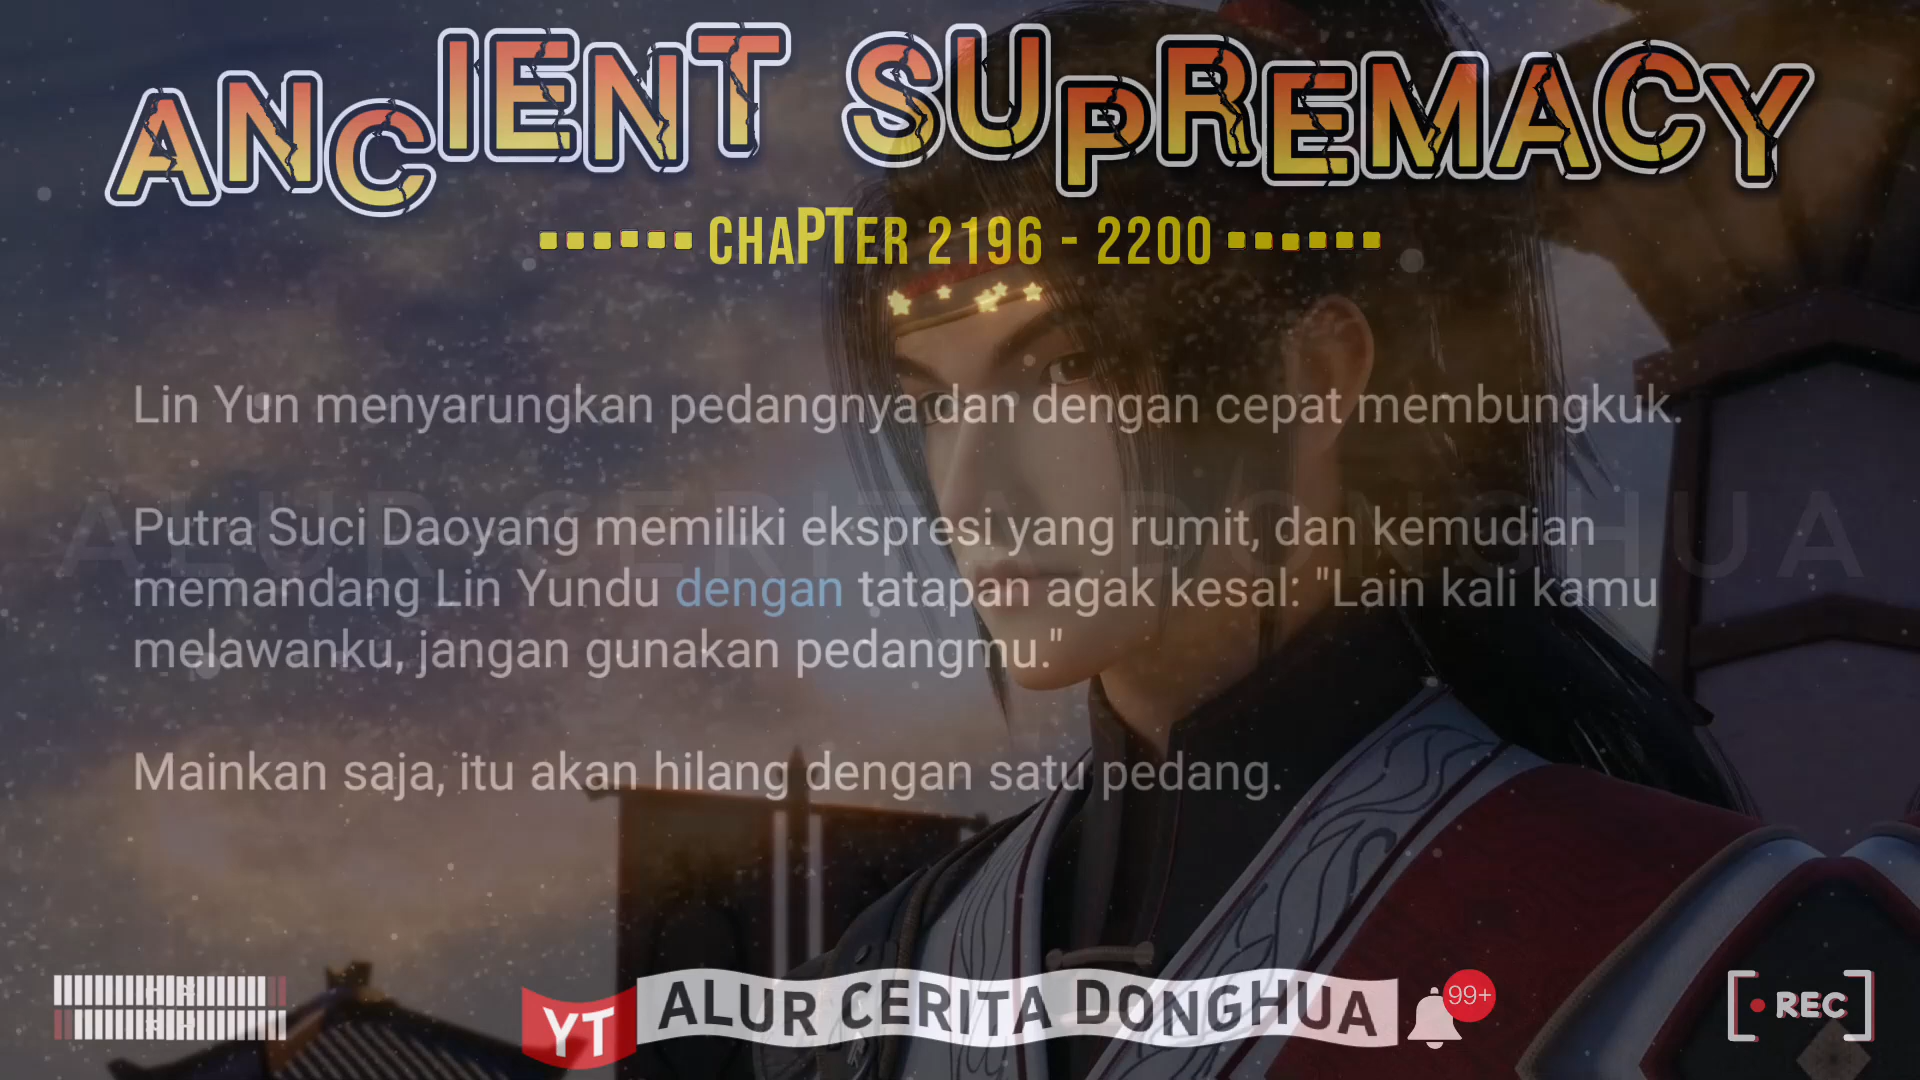 ANCIENT SUPREMACY
CHAPTER 2196 - 2200
Lin Yun menyarungkan pedangnya dan dengan cepat membungkuk.
ALUR CERITA DONGHUA
Putra Suci Daoyang memiliki ekspresi yang rumit, dan kemudian
memandang Lin Yundu dengan tatapan agak kesal: "Lain kali kamu
melawanku, jangan gunakan pedangmu."
Mainkan saja, itu akan hilang dengan satu pedang.
YT ALUR CERITA DONGHUA 99+
REC